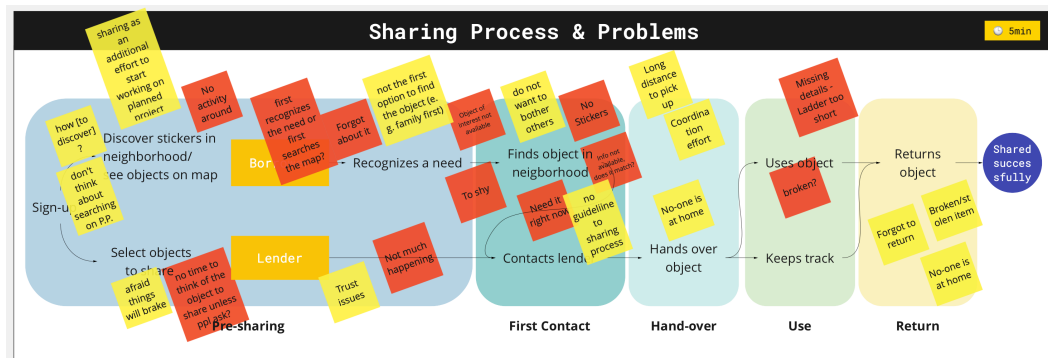 Sharing Process & Problems
5min
sharing as
an
additional
effort to
start
working on
planned
project
No
activity
around
how [to
discover]
?
Discover stickers in
neighborhood/
see objects on map
don't
think
about
searching
on P.P.
Sign-u
first
recognizes
the need or
first
searches
the map?
Forgot
about it
Bor
not the first
option to find
the object (e.
g. family first)
Recognizes a need
Object of
interest not
available
To shy
do not
want to
bother
others
No
Stickers
Finds object in
neigborhood
Info not
available,
does it match?
Need it
right now
no
guideliine
to
sharing
process
Contacts lende
Long
distance
to pick
up
Coordina
tion
effort
No-one is
at home
Hands over
object
Missing
details -
Ladder too
short
Uses object
broken?
Keeps track
Returns
object
Forgot to
return
Broken/st
olen item
No-one is
at home
Shared
succes
sfully
Select objects
to share
afraid
things
will brake
no time to
think of the
object to
share unless
ppl ask?
Lender
Trust
issues
Not much
happening
Pre-sharing
First Contact
Hand-over
Use
Return